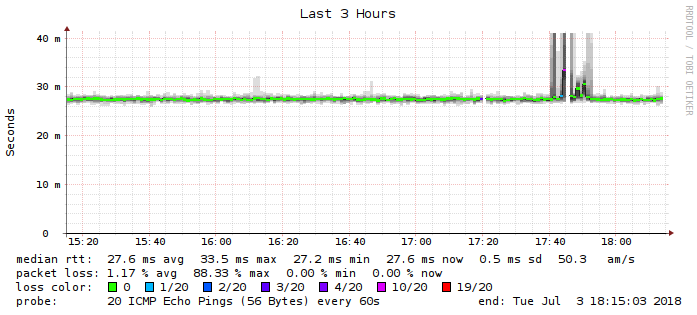 Last 3 Hours
RRDTOOL / TOBI OETIKER
Seconds
40 m
30 m
20 m
10 m
0
15:20 15:40 16:00 16:20 16:40 17:00 17:20 17:40 18:00
median rtt: 27.6 ms avg 33.5 ms max 27.2 ms min 27.6 ms now 0.5 ms sd 50.3 am/s
packet loss: 1.17 % avg 88.33 % max 0.00 % min 0.00 % now
loss color: 0 1/20 2/20 3/20 4/20 10/20 19/20
probe: 20 ICMP Echo Pings (56 Bytes) every 60s end: Tue Jul 3 18:15:03 2018